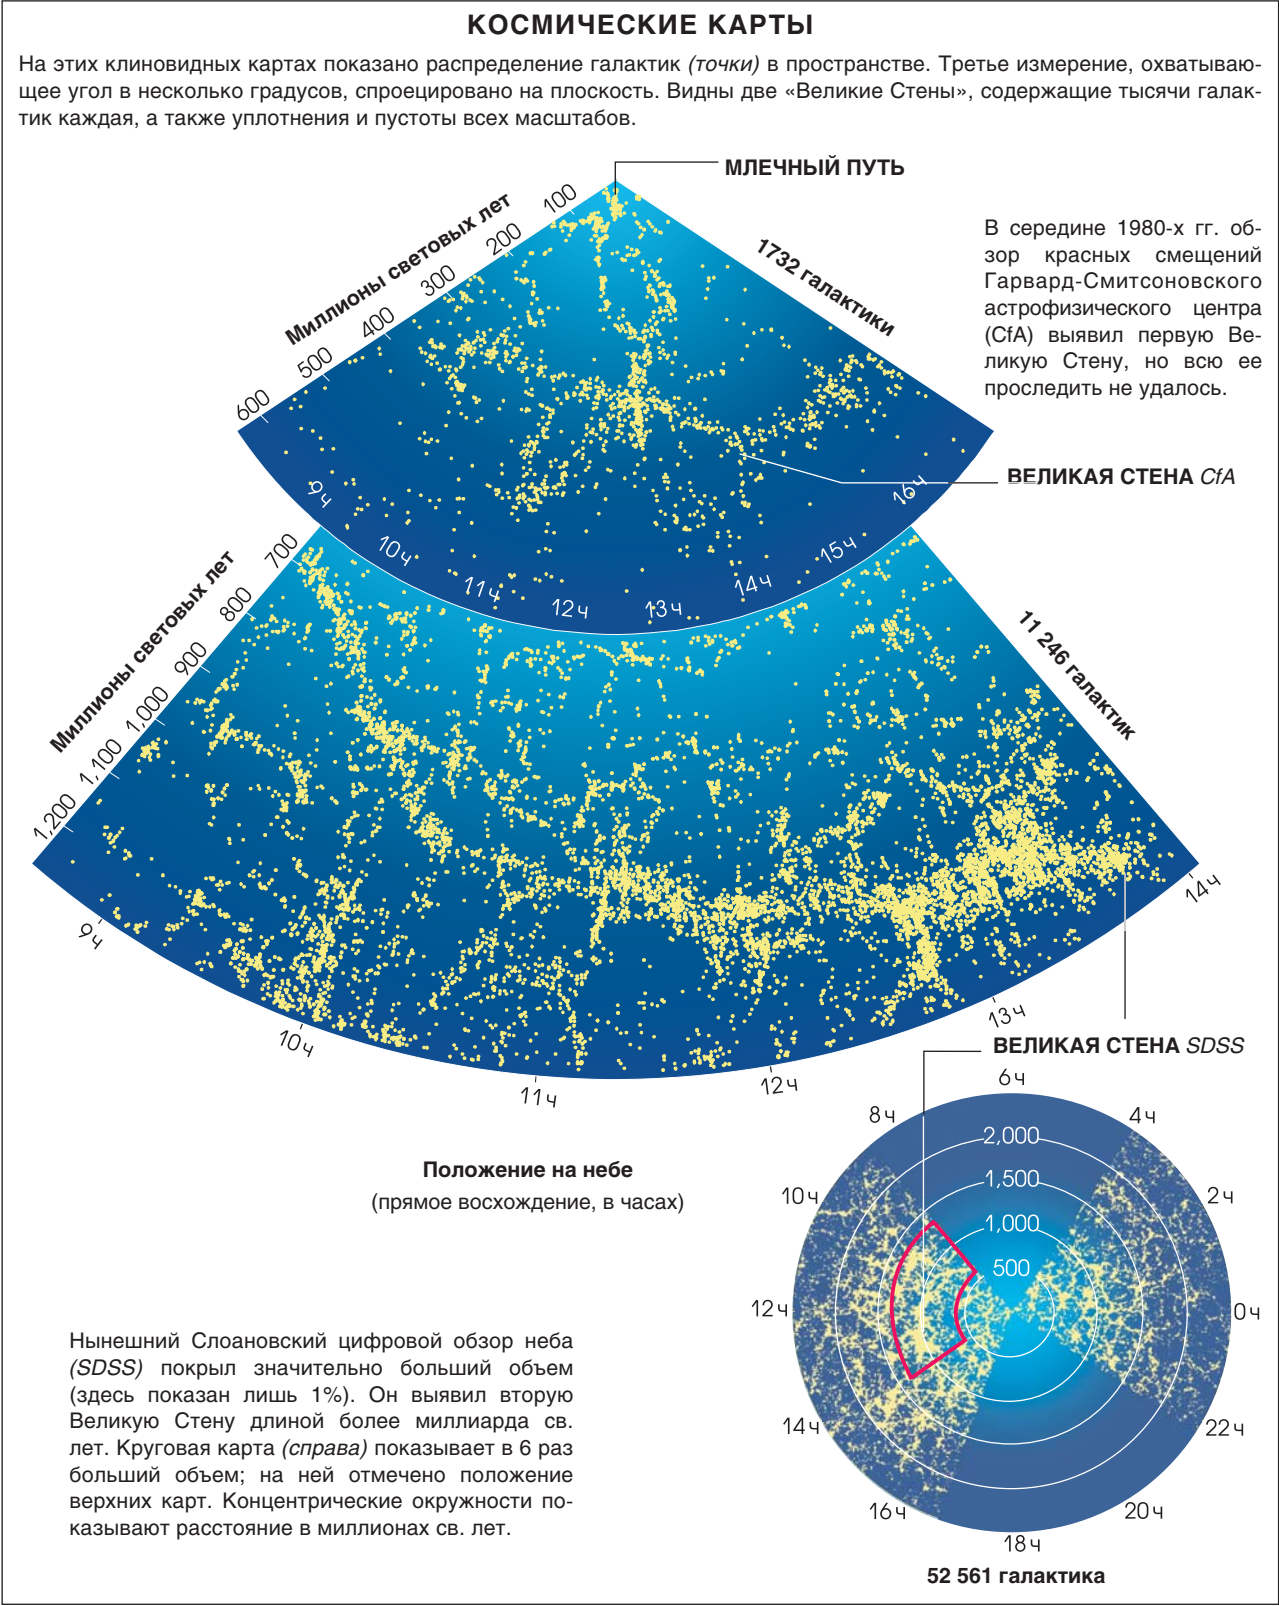 КОСМИЧЕСКИЕ КАРТЫ
На этих клиновидных картах показано распределение галактик (точки) в пространстве. Третье измерение, охватываю-
щее угол в несколько градусов, спроецировано на плоскость. Видны две «Великие Стены», содержащие тысячи галак-
тик каждая, а также уплотнения и пустоты всех масштабов.
МЛЕЧНЫЙ ПУТЬ
Миллионы световых лет
100
200
300
400
500
600
1732 галактики
В середине 1980-х гг. об-
зор красных смещений
Гарвард-Смитсоновского
астрофизического центра
(CfA) выявил первую Ве-
ликую Стену, но всю ее
проследить не удалось.
ВЕЛИКАЯ СТЕНА CfA
9ч
10ч
11ч
12ч
13ч
14ч
15ч
16ч
Миллионы световых лет
700
800
900
1,000
1,100
1,200
11 246 галактик
9ч
10ч
11ч
12ч
13ч
14ч
ВЕЛИКАЯ СТЕНА SDSS
Положение на небе
(прямое восхождение, в часах)
6ч
8ч
4ч
2,000
1,500
10ч
2ч
1,000
500
12ч
0ч
14ч
22ч
16ч
20ч
18ч
52 561 галактика
Нынешний Слоановский цифровой обзор неба
(SDSS) покрыл значительно больший объем
(здесь показан лишь 1%). Он выявил вторую
Великую Стену длиной более миллиарда св.
лет. Круговая карта (справа) показывает в 6 раз
больший объем; на ней отмечено положение
верхних карт. Концентрические окружности по-
казывают расстояние в миллионах св. лет.